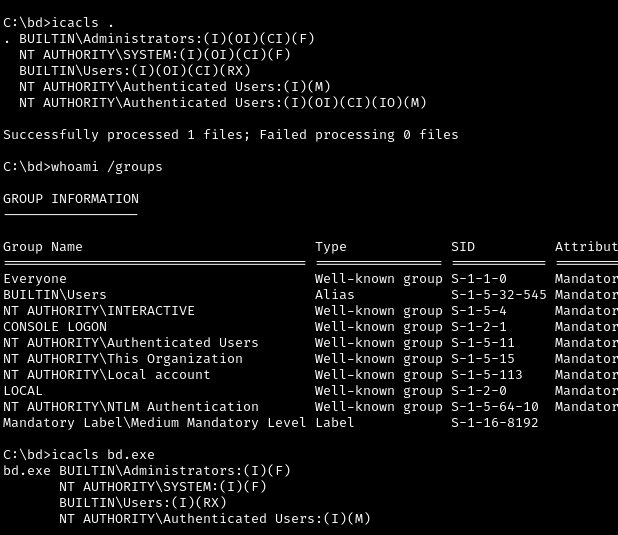 C:\bd>icacls .
. BUILTIN\Administrators:(I)(OI)(CI)(F)
  NT AUTHORITY\SYSTEM:(I)(OI)(CI)(F)
  BUILTIN\Users:(I)(OI)(CI)(RX)
  NT AUTHORITY\Authenticated Users:(I)(M)
  NT AUTHORITY\Authenticated Users:(I)(OI)(CI)(IO)(M)
Successfully processed 1 files; Failed processing 0 files
C:\bd>whoami /groups
GROUP INFORMATION
Group Name Type SID Attribut
Everyone Well-known group S-1-1-0 Mandator
BUILTIN\Users Alias S-1-5-32-545 Mandator
NT AUTHORITY\INTERACTIVE Well-known group S-1-5-4 Mandator
CONSOLE LOGON Well-known group S-1-2-1 Mandator
NT AUTHORITY\Authenticated Users Well-known group S-1-5-11 Mandator
NT AUTHORITY\This Organization Well-known group S-1-5-15 Mandator
NT AUTHORITY\Local account Well-known group S-1-5-113 Mandator
LOCAL Well-known group S-1-2-0 Mandator
NT AUTHORITY\NTLM Authentication Well-known group S-1-5-64-10 Mandator
Mandatory Label\Medium Mandatory Level Label S-1-16-8192
C:\bd>icacls bd.exe
bd.exe BUILTIN\Administrators:(I)(F)
       NT AUTHORITY\SYSTEM:(I)(F)
       BUILTIN\Users:(I)(RX)
       NT AUTHORITY\Authenticated Users:(I)(M)